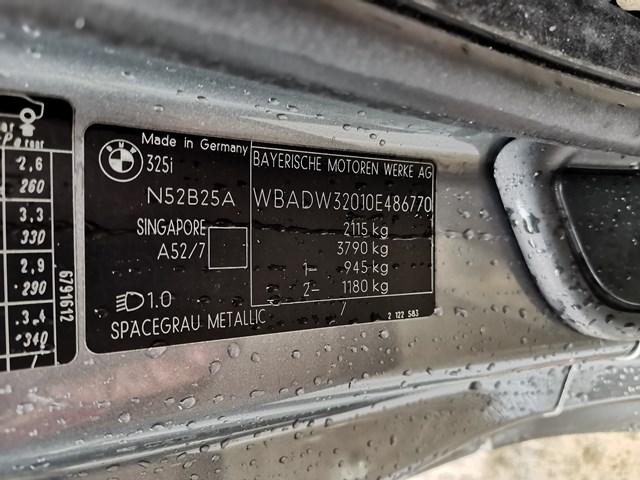 2,6
260
3,3
330
2,9
290
3,4
340
6791612
BMW
Made in Germany
325i
N52B25A
SINGAPORE
A52/7
1.0
SPACEGRAU METALLIC
/
BAYERISCHE MOTOREN WERKE AG
WBADW32010E486770
2115 kg
3790 kg
1– 945 kg
2– 1180 kg
2 122 583